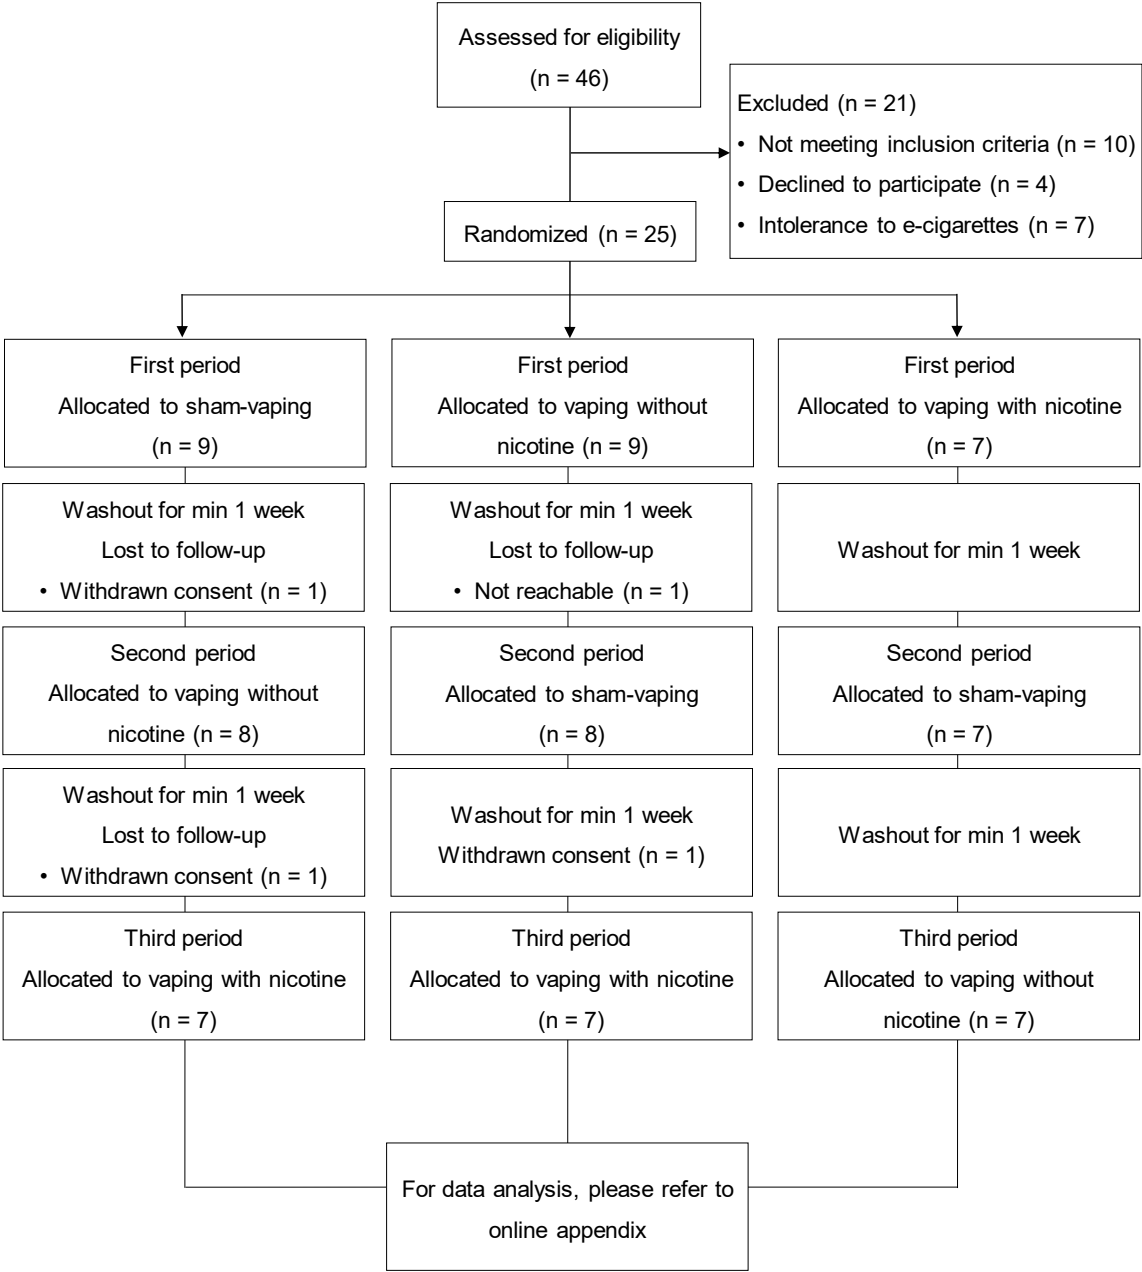 Assessed for eligibility
(n = 46)
Excluded (n = 21)
• Not meeting inclusion criteria (n = 10)
• Declined to participate (n = 4)
• Intolerance to e-cigarettes (n = 7)
Randomized (n = 25)
First period
Allocated to sham-vaping
(n = 9)
First period
Allocated to vaping without
nicotine (n = 9)
First period
Allocated to vaping with nicotine
(n = 7)
Washout for min 1 week
Lost to follow-up
• Withdrawn consent (n = 1)
Washout for min 1 week
Lost to follow-up
• Not reachable (n = 1)
Washout for min 1 week
Second period
Allocated to vaping without
nicotine (n = 8)
Second period
Allocated to sham-vaping
(n = 8)
Second period
Allocated to sham-vaping
(n = 7)
Washout for min 1 week
Lost to follow-up
• Withdrawn consent (n = 1)
Washout for min 1 week
Withdrawn consent (n = 1)
Washout for min 1 week
Third period
Allocated to vaping with nicotine
(n = 7)
Third period
Allocated to vaping with nicotine
(n = 7)
Third period
Allocated to vaping without
nicotine (n = 7)
For data analysis, please refer to
online appendix